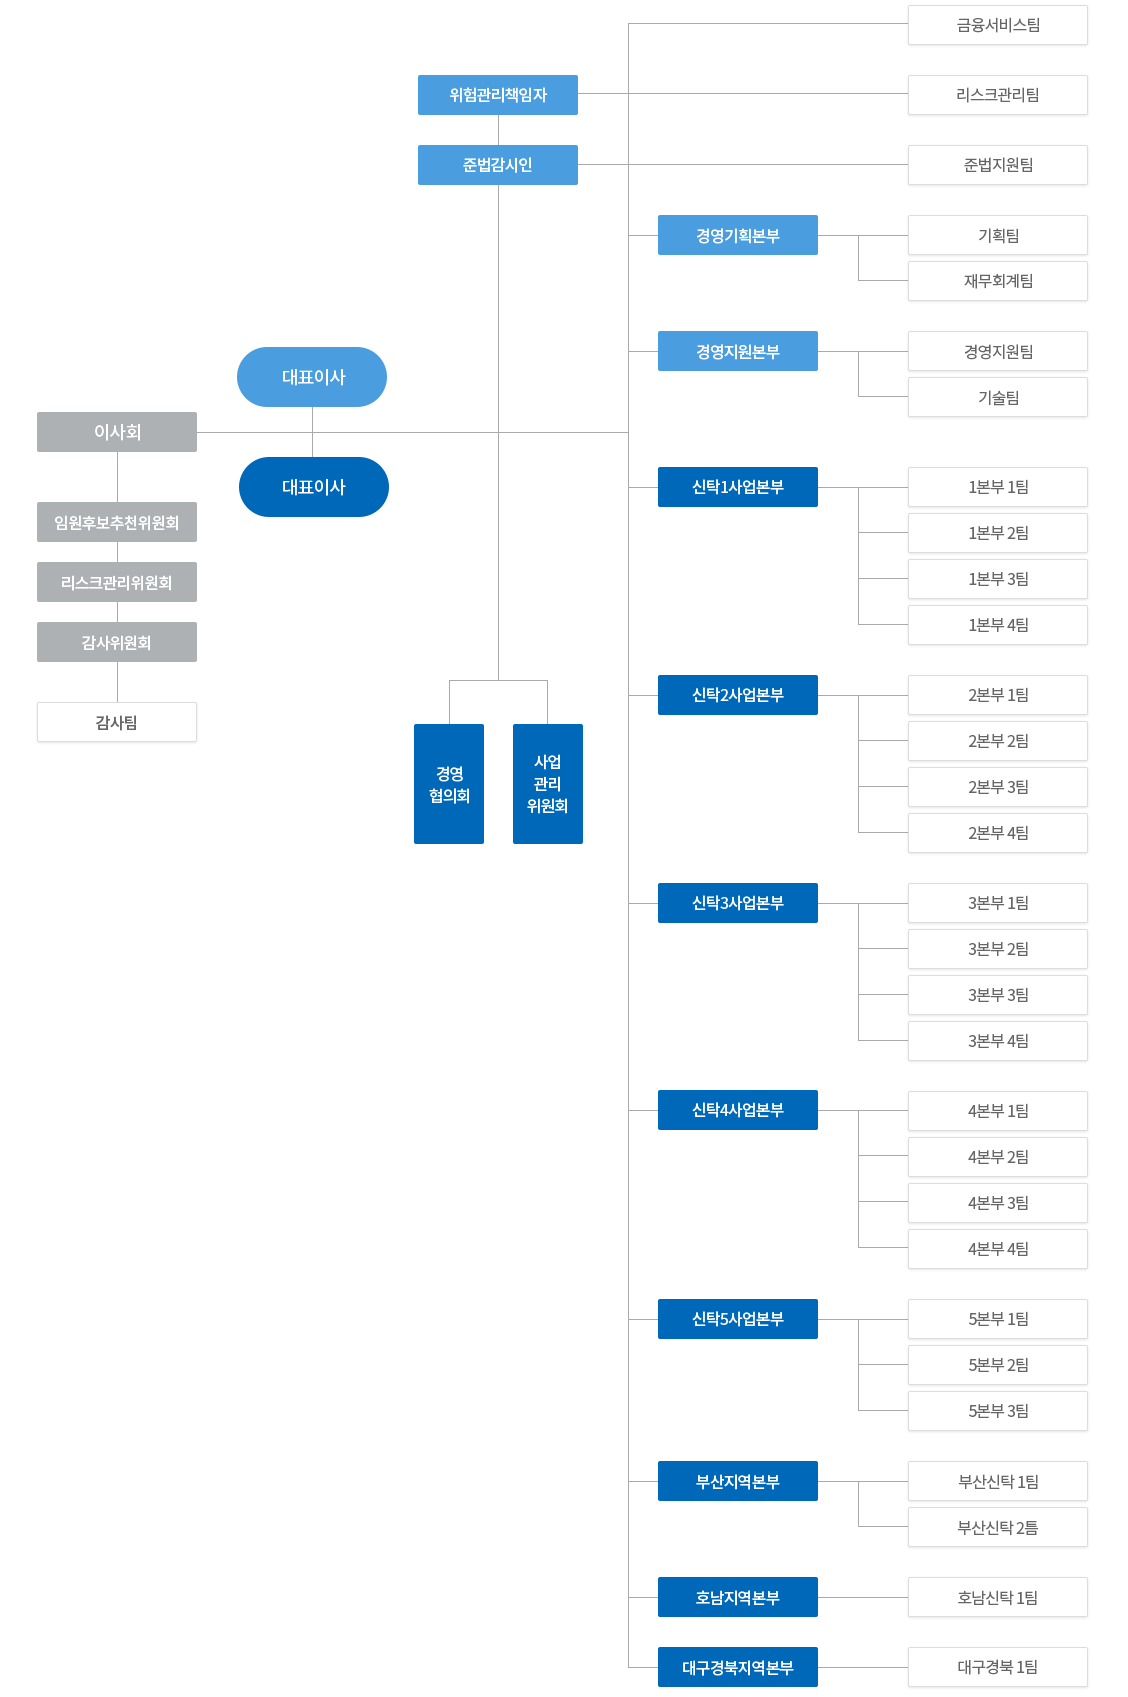 금융서비스팀
위험관리책임자
리스크관리팀
준법감시인
준법지원팀
경영기획본부
기획팀
재무회계팀
경영지원본부
경영지원팀
기술팀
대표이사
이사회
대표이사
임원후보추천위원회
리스크관리위원회
감사위원회
감사팀
경영
협의회
사업
관리
위원회
신탁1사업본부
1본부 1팀
1본부 2팀
1본부 3팀
1본부 4팀
신탁2사업본부
2본부 1팀
2본부 2팀
2본부 3팀
2본부 4팀
신탁3사업본부
3본부 1팀
3본부 2팀
3본부 3팀
3본부 4팀
신탁4사업본부
4본부 1팀
4본부 2팀
4본부 3팀
4본부 4팀
신탁5사업본부
5본부 1팀
5본부 2팀
5본부 3팀
부산지역본부
부산신탁 1팀
부산신탁 2틈
호남지역본부
호남신탁 1팀
대구경북지역본부
대구경북 1팀